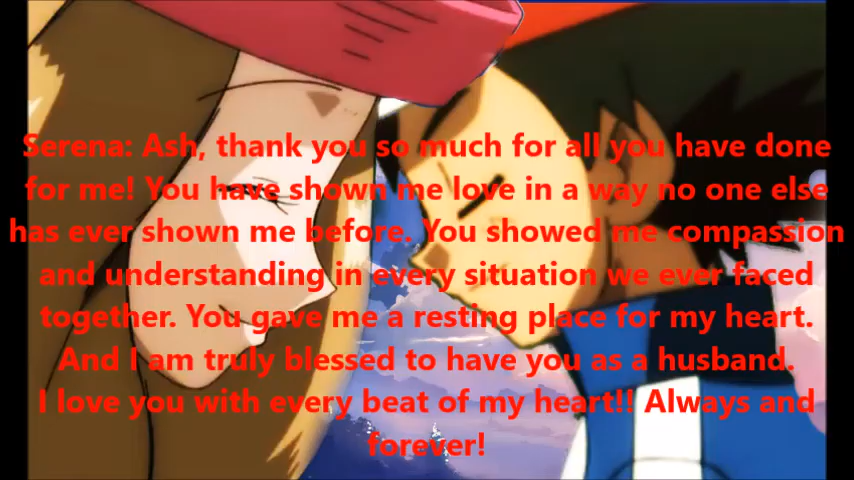 Serena: Ash, thank you so much for all you have done
for me! You have shown me love in a way no one else
has ever shown me before. You showed me compassion
and understanding in every situation we ever faced
together. You gave me a resting place for my heart.
And I am truly blessed to have you as a husband.
I love you with every beat of my heart!! Always and
forever!